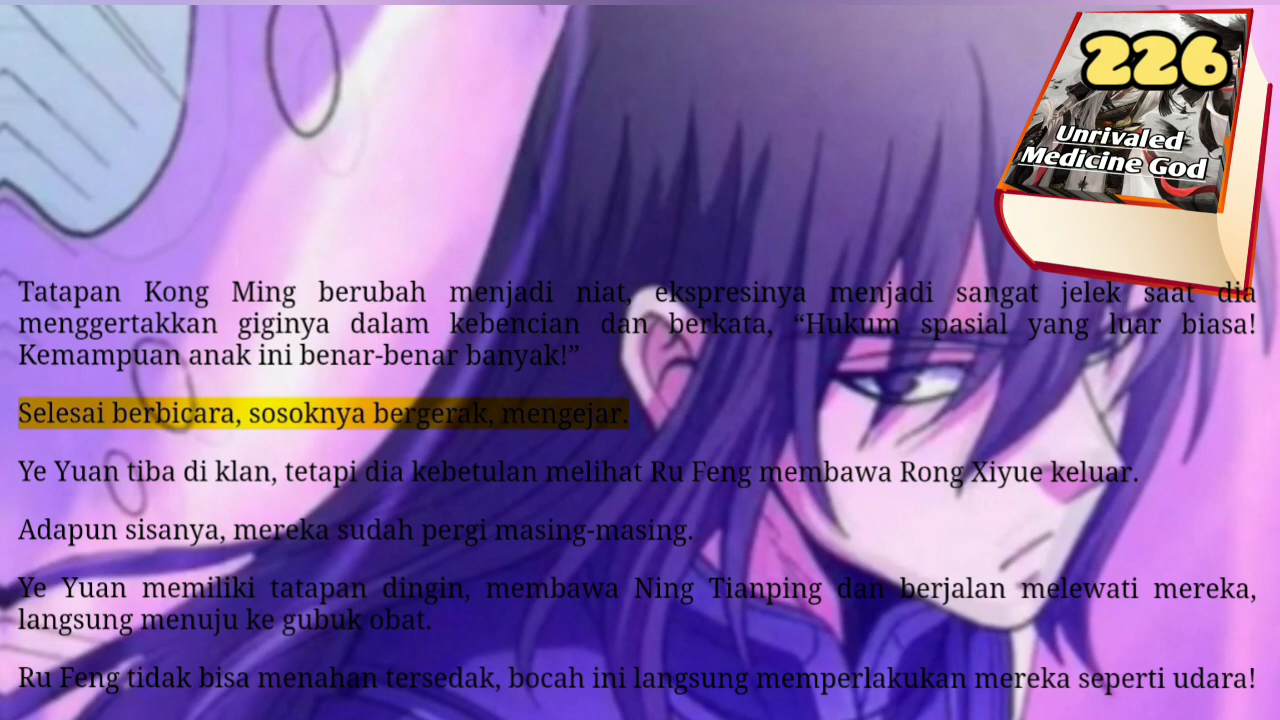 226
Unrivaled
Medicine God
Tatapan Kong Ming berubah menjadi niat, ekspresinya menjadi sangat jelek saat dia
menggertakkan giginya dalam kebencian dan berkata, “Hukum spasial yang luar biasa!
Kemampuan anak ini benar-benar banyak!”
Selesai berbicara, sosoknya bergerak, mengejar.
Ye Yuan tiba di klan, tetapi dia kebetulan melihat Ru Feng membawa Rong Xiyue keluar.
Adapun sisanya, mereka sudah pergi masing-masing.
Ye Yuan memiliki tatapan dingin, membawa Ning Tianping dan berjalan melewati mereka,
langsung menuju ke gubuk obat.
Ru Feng tidak bisa menahan tersedak, bocah ini langsung memperlakukan mereka seperti udara!